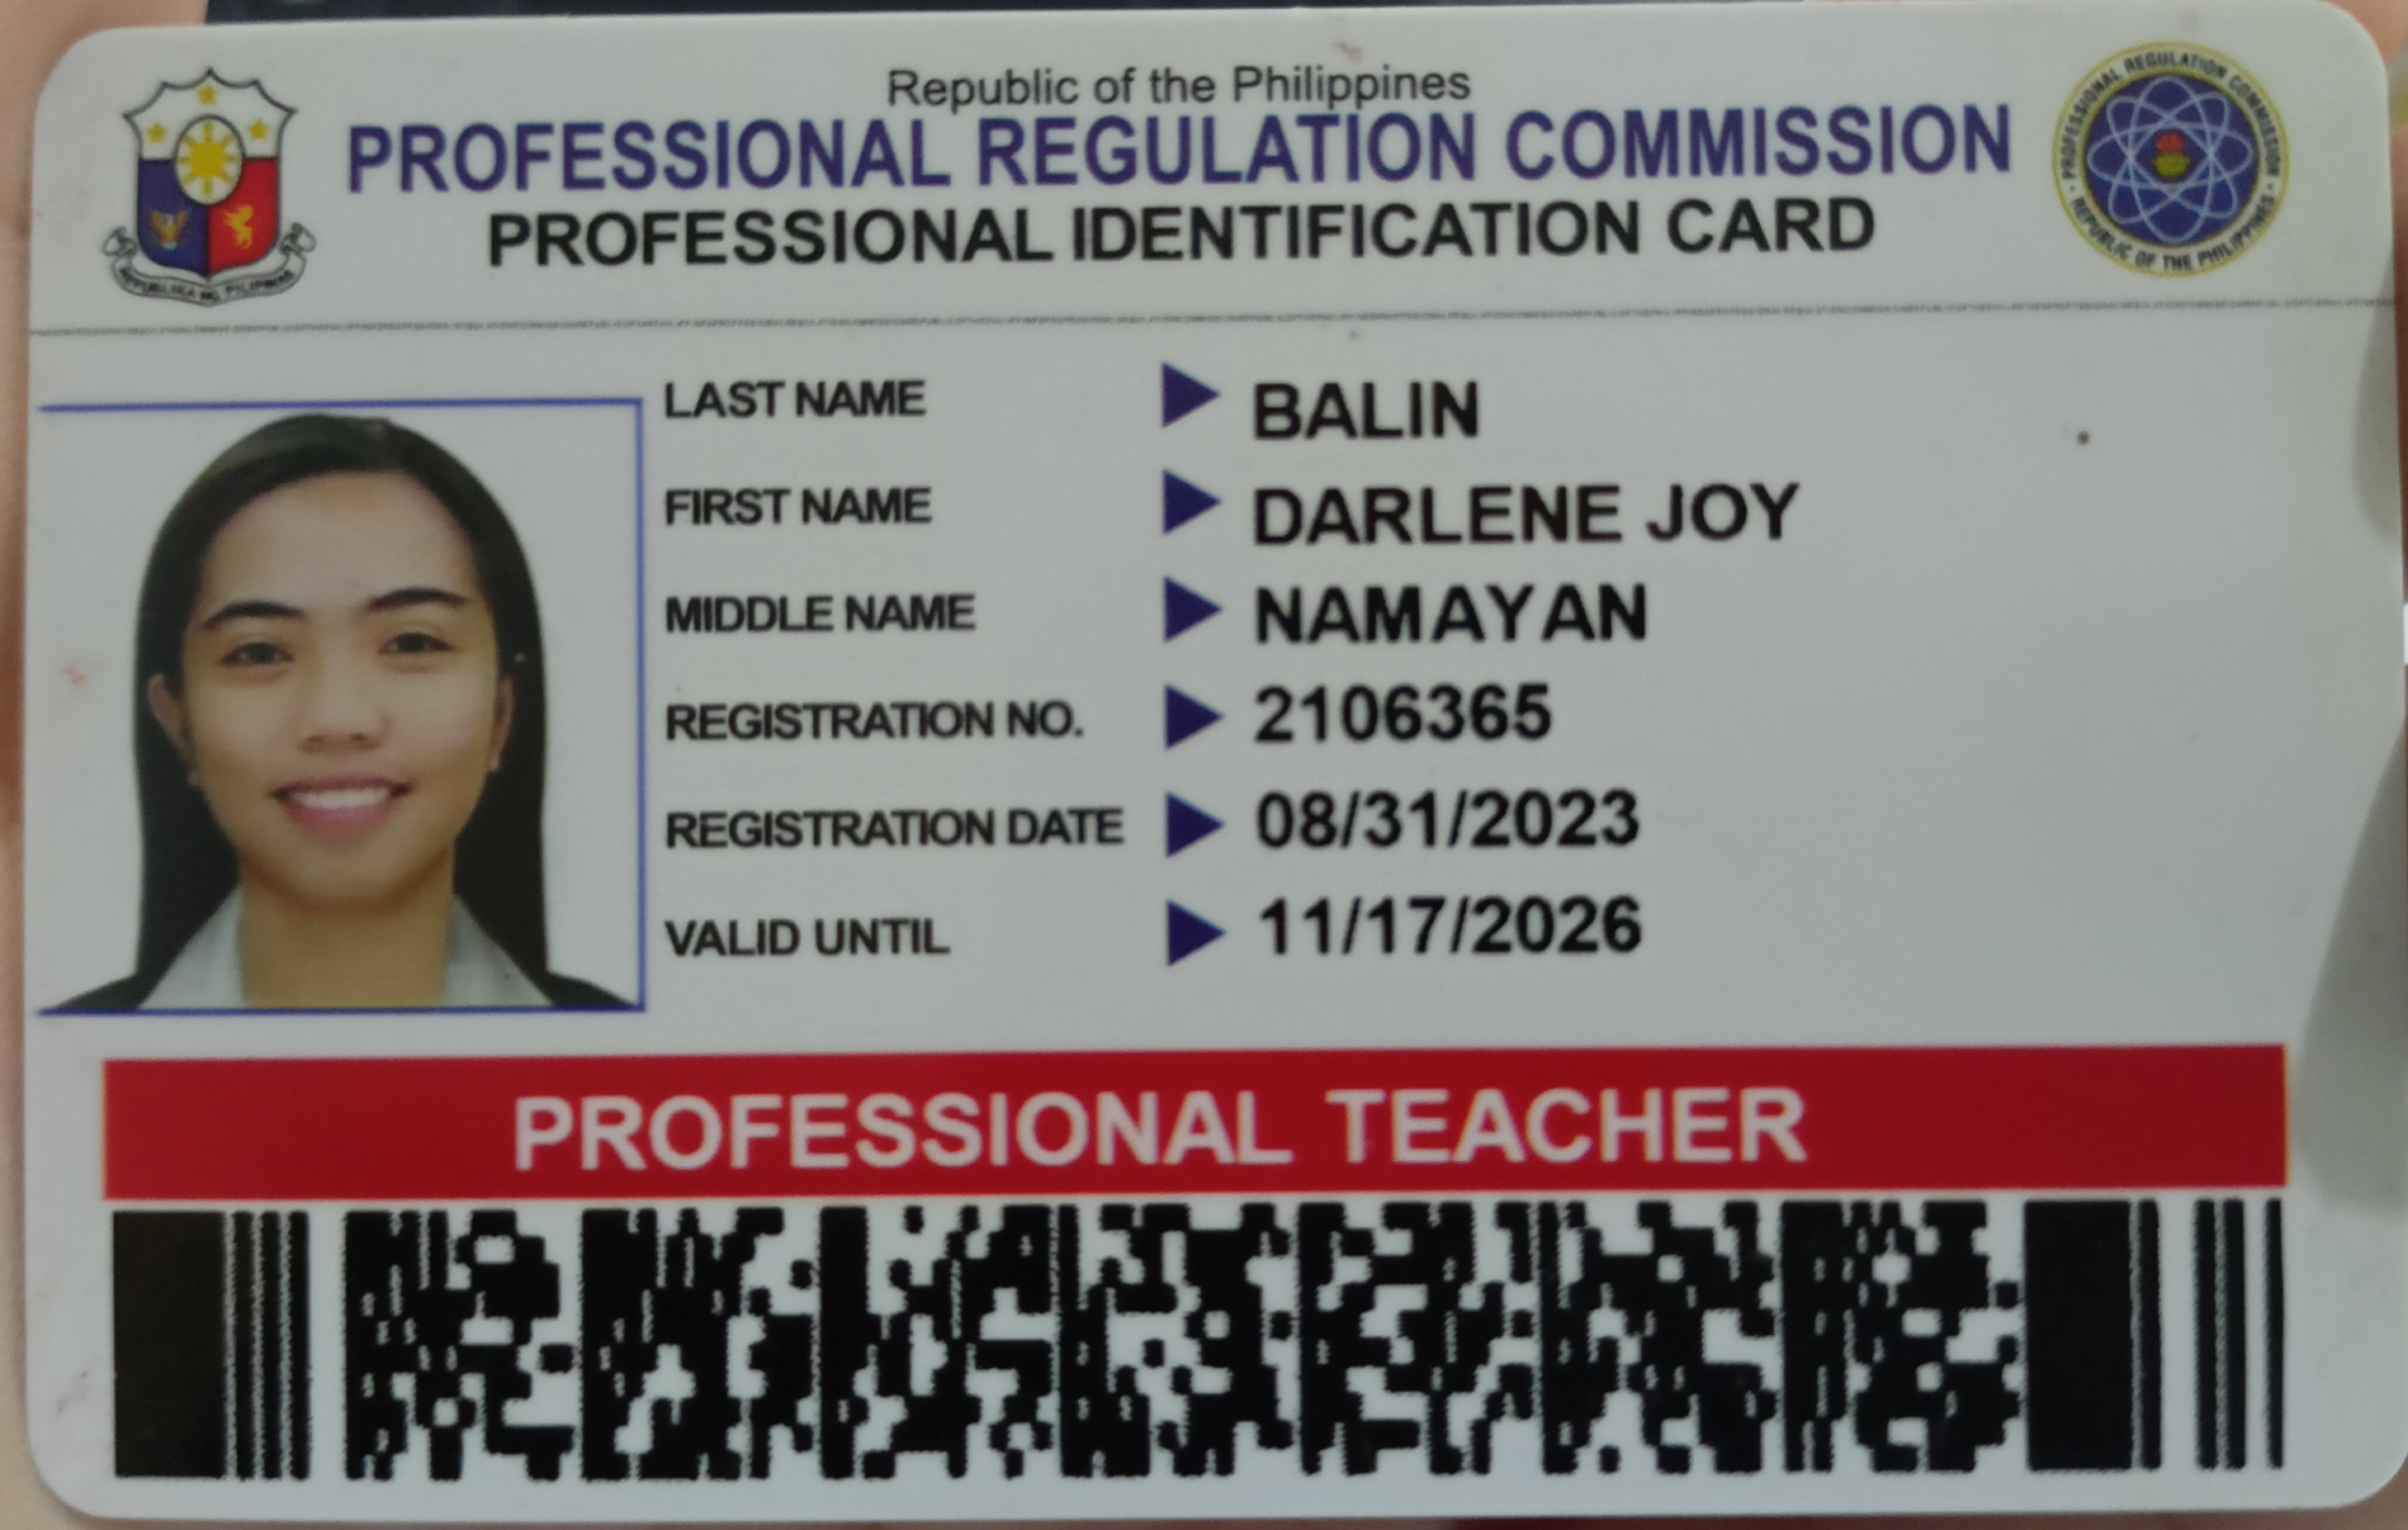 Republic of the Philippines
PROFESSIONAL REGULATION COMMISSION
PROFESSIONAL IDENTIFICATION CARD
REPUBLIKA NG PILIPINAS
PROFESSIONAL REGULATION COMMISSION
REPUBLIC OF THE PHILIPPINES
LAST NAME BALIN
FIRST NAME DARLENE JOY
MIDDLE NAME NAMAYAN
REGISTRATION NO. 2106365
REGISTRATION DATE 08/31/2023
VALID UNTIL 11/17/2026
PROFESSIONAL TEACHER